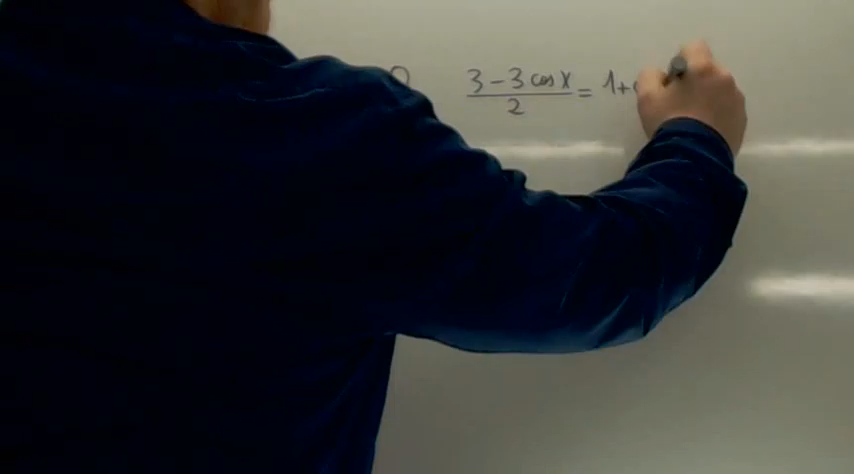 3-3 cos x / 2 = 1+